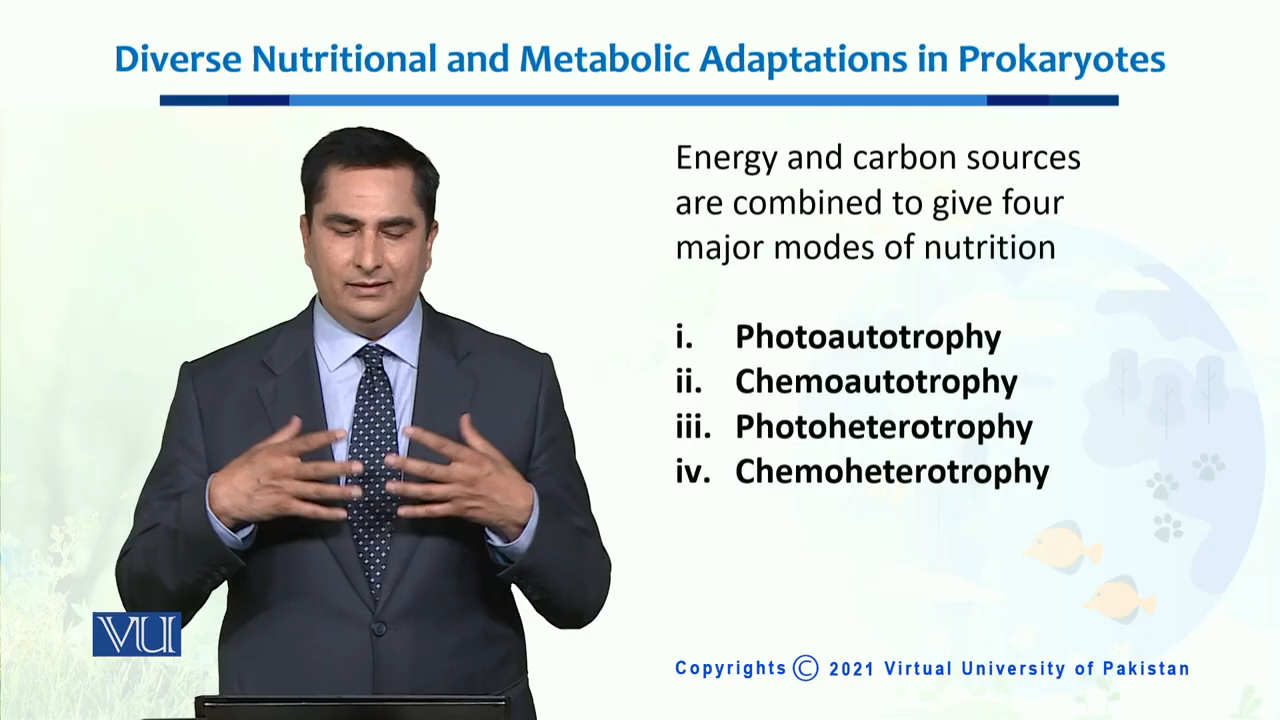 Diverse Nutritional and Metabolic Adaptations in Prokaryotes
Energy and carbon sources
are combined to give four
major modes of nutrition
i. Photoautotrophy
ii. Chemoautotrophy
iii. Photoheterotrophy
iv. Chemoheterotrophy
VU
Copyrights © 2021 Virtual University of Pakistan